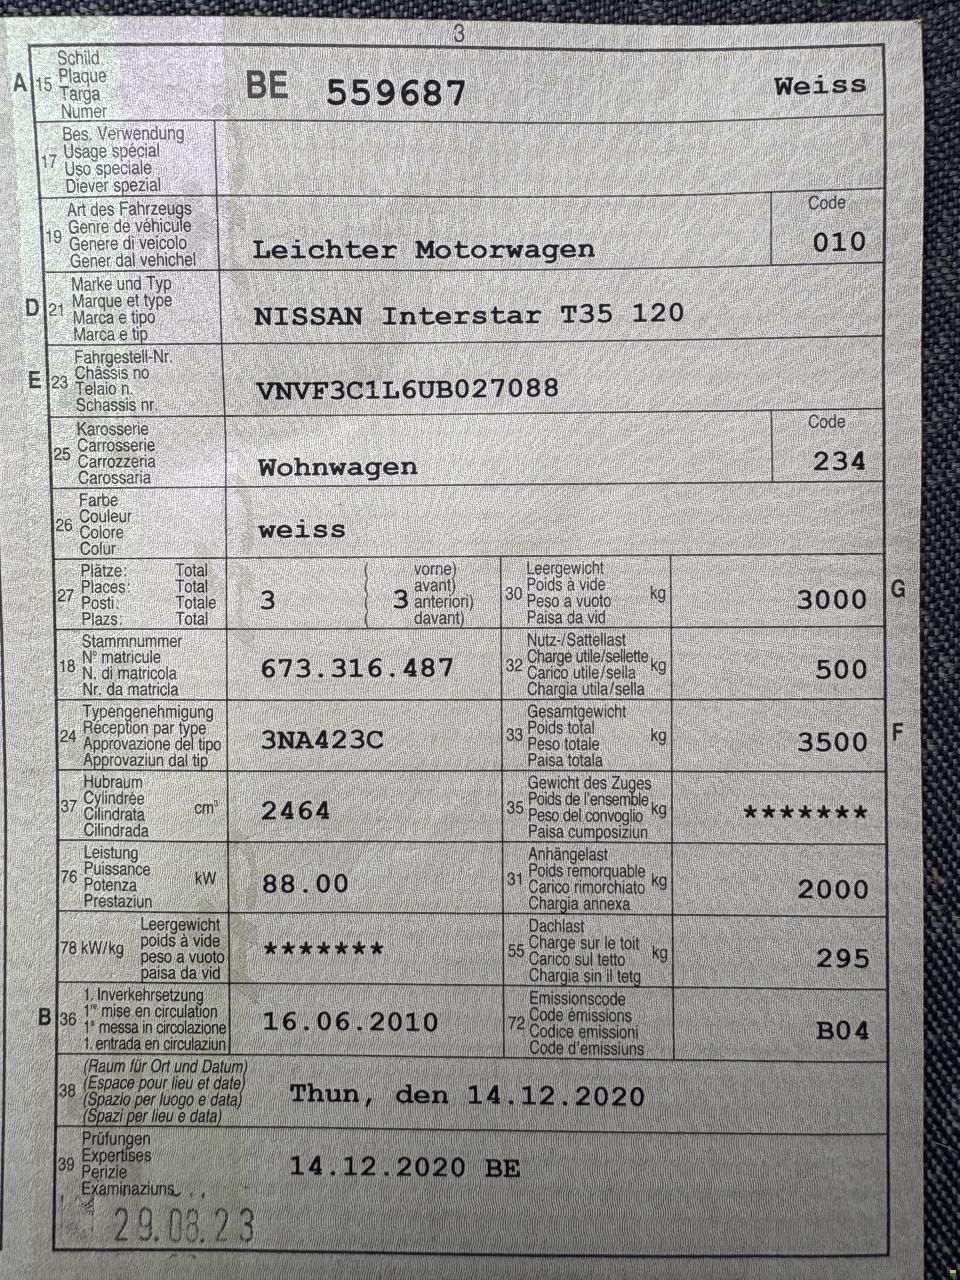 3
A 15 Schild
Plaque
Targa
Numer
BE 559687 Weiss
17 Bes. Verwendung
Usage spécial
Uso speciale
Diever spezial
19 Art des Fahrzeugs
Genre de véhicule
Genere di veicolo
Gener dal vehichel
Leichter Motorwagen
Code
010
D 21 Marke und Typ
Marque et type
Marca e tipo
Marca e tip
NISSAN Interstar T35 120
E 23 Fahrgestell-Nr.
Châssis no
Telaio n.
Schassis nr.
VNVF3C1L6UB027088
25 Karosserie
Carrosserie
Carrozzeria
Carossaria
Wohnwagen
Code
234
26 Farbe
Couleur
Colore
Colur
weiss
27 Plätze: Total
Places: Total
Posti: Totale
Plazs: Total
3
( vorne)
( avant)
( 3 anteriori)
( davant)
30 Leergewicht
Poids à vide
Peso a vuoto
Paisa da vid
kg
3000
G
18 Stammnummer
N° matricule
N. di matricola
Nr. da matricla
673.316.487
32 Nutz-/Sattellast
Charge utile/sellette
Carico utile/sella
Chargia utila/sella
kg
500
24 Typengenehmigung
Réception par type
Approvazione del tipo
Approvaziun dal tip
3NA423C
33 Gesamtgewicht
Poids total
Peso totale
Paisa totala
kg
3500
F
37 Hubraum
Cylindrée
Cilindrata
Cilindrada
cm³
2464
35 Gewicht des Zuges
Poids de l'ensemble
Peso del convoglio
Paisa cumposiziun
kg
*******
76 Leistung
Puissance
Potenza
Prestaziun
kW
88.00
31 Anhängelast
Poids remorquable
Carico rimorchiato
Chargia annexa
kg
2000
78 kW/kg
Leergewicht
poids à vide
peso a vuoto
paisa da vid
*******
55 Dachlast
Charge sur le toit
Carico sul tetto
Chargia sin il tetg
kg
295
B 36 1. Inverkehrsetzung
1re mise en circulation
1a messa in circolazione
1. entrada en circulaziun
16.06.2010
72 Emissionscode
Code émissions
Codice emissioni
Code d'emissiuns
B04
38 (Raum für Ort und Datum)
(Espace pour lieu et date)
(Spazio per luogo e data)
(Spazi per lieu e data)
Thun, den 14.12.2020
39 Prüfungen
Expertises
Perizie
Examinaziuns
14.12.2020 BE
29.08.23